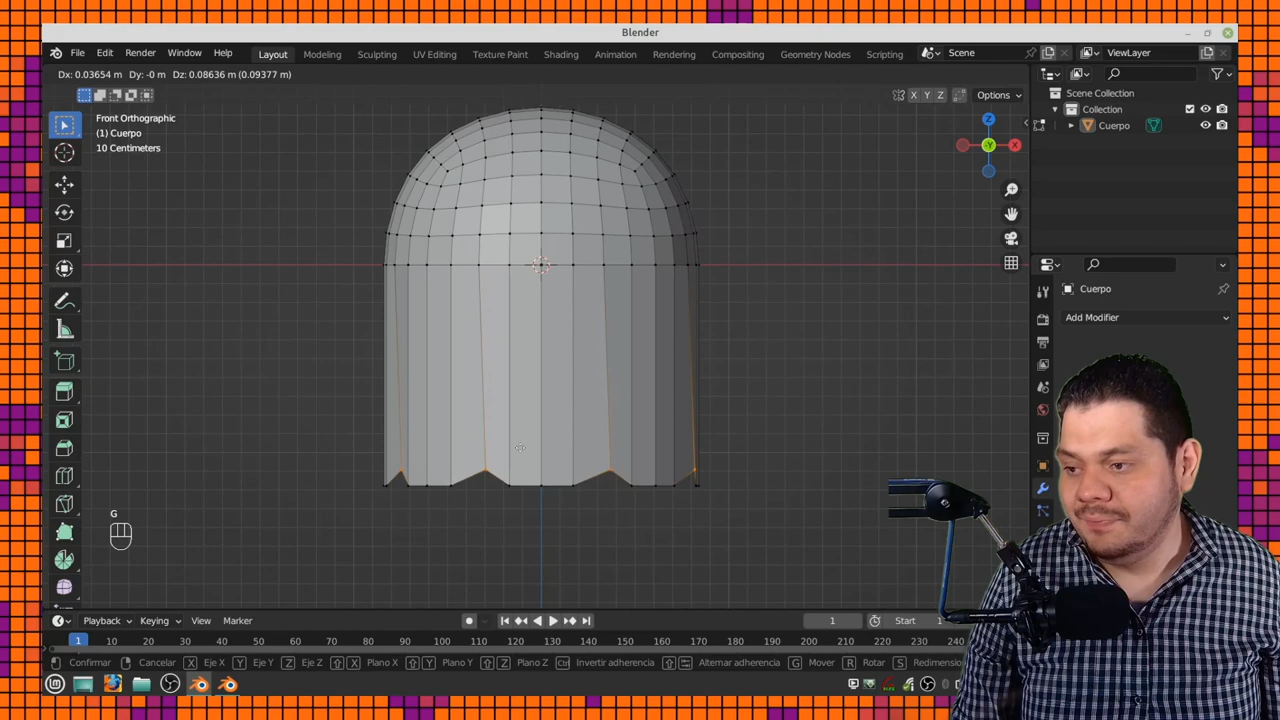 Blender
File Edit Render Window Help
Layout Modeling Sculpting UV Editing Texture Paint Shading Animation Rendering Compositing Geometry Nodes Scripting
Scene
ViewLayer
Dx: 0.03654 m Dy: -0 m Dz: 0.08636 m (0.09377 m)
X Y Z
Options
Front Orthographic
(1) Cuerpo
10 Centimeters
Z
-Y
X
Scene Collection
Collection
Cuerpo
Cuerpo
Add Modifier
G
Playback Keying View Marker
1
Start
1 10 20 30 40 50 60 70 80 90 100 110 120 130 140 150 160 170 180 190 200 210 220 230 240
Confirmar Cancelar X Eje X Y Eje Y Z Eje Z X Plano X Y Plano Y Z Plano Z Ctrl Invertir adherencia Alternar adherencia G Mover R Rotar S Redimensio